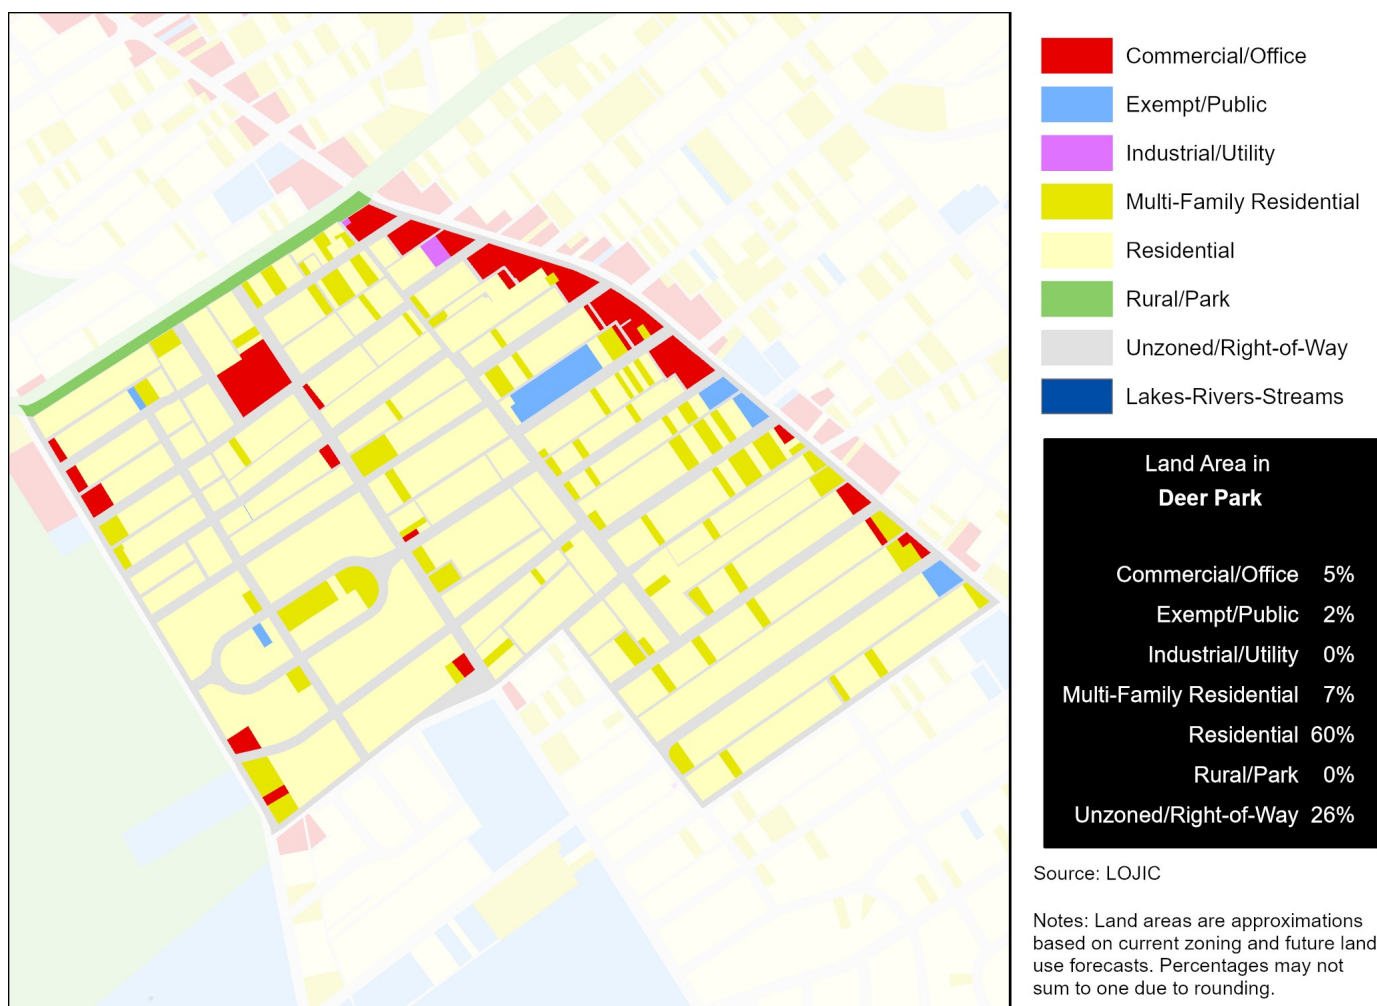 Commercial/Office
Exempt/Public
Industrial/Utility
Multi-Family Residential
Residential
Rural/Park
Unzoned/Right-of-Way
Lakes-Rivers-Streams
Land Area in
Deer Park
Commercial/Office 5%
Exempt/Public 2%
Industrial/Utility 0%
Multi-Family Residential 7%
Residential 60%
Rural/Park 0%
Unzoned/Right-of-Way 26%
Source: LOJIC
Notes: Land areas are approximations
based on current zoning and future land
use forecasts. Percentages may not
sum to one due to rounding.